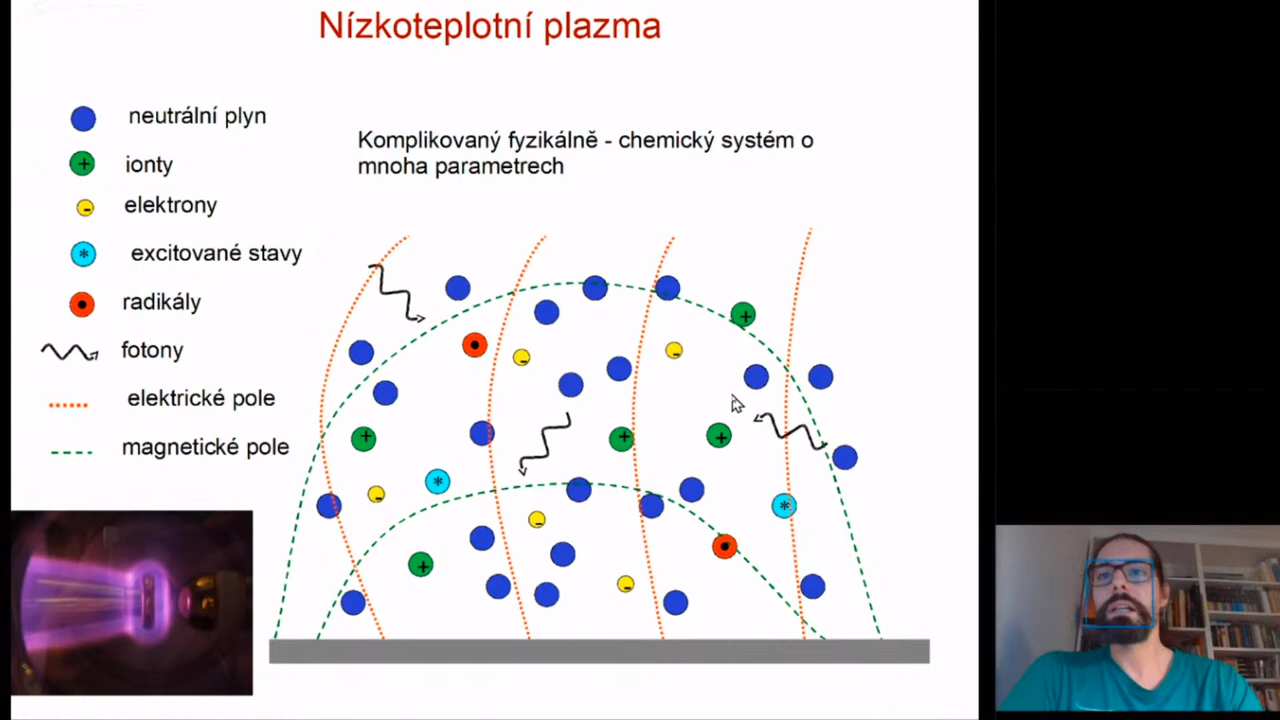 Nízkoteplotní plazma
neutrální plyn
ionty
elektrony
excitované stavy
radikály
fotony
elektrické pole
magnetické pole
Komplikovaný fyzikálně - chemický systém o
mnoha parametrech